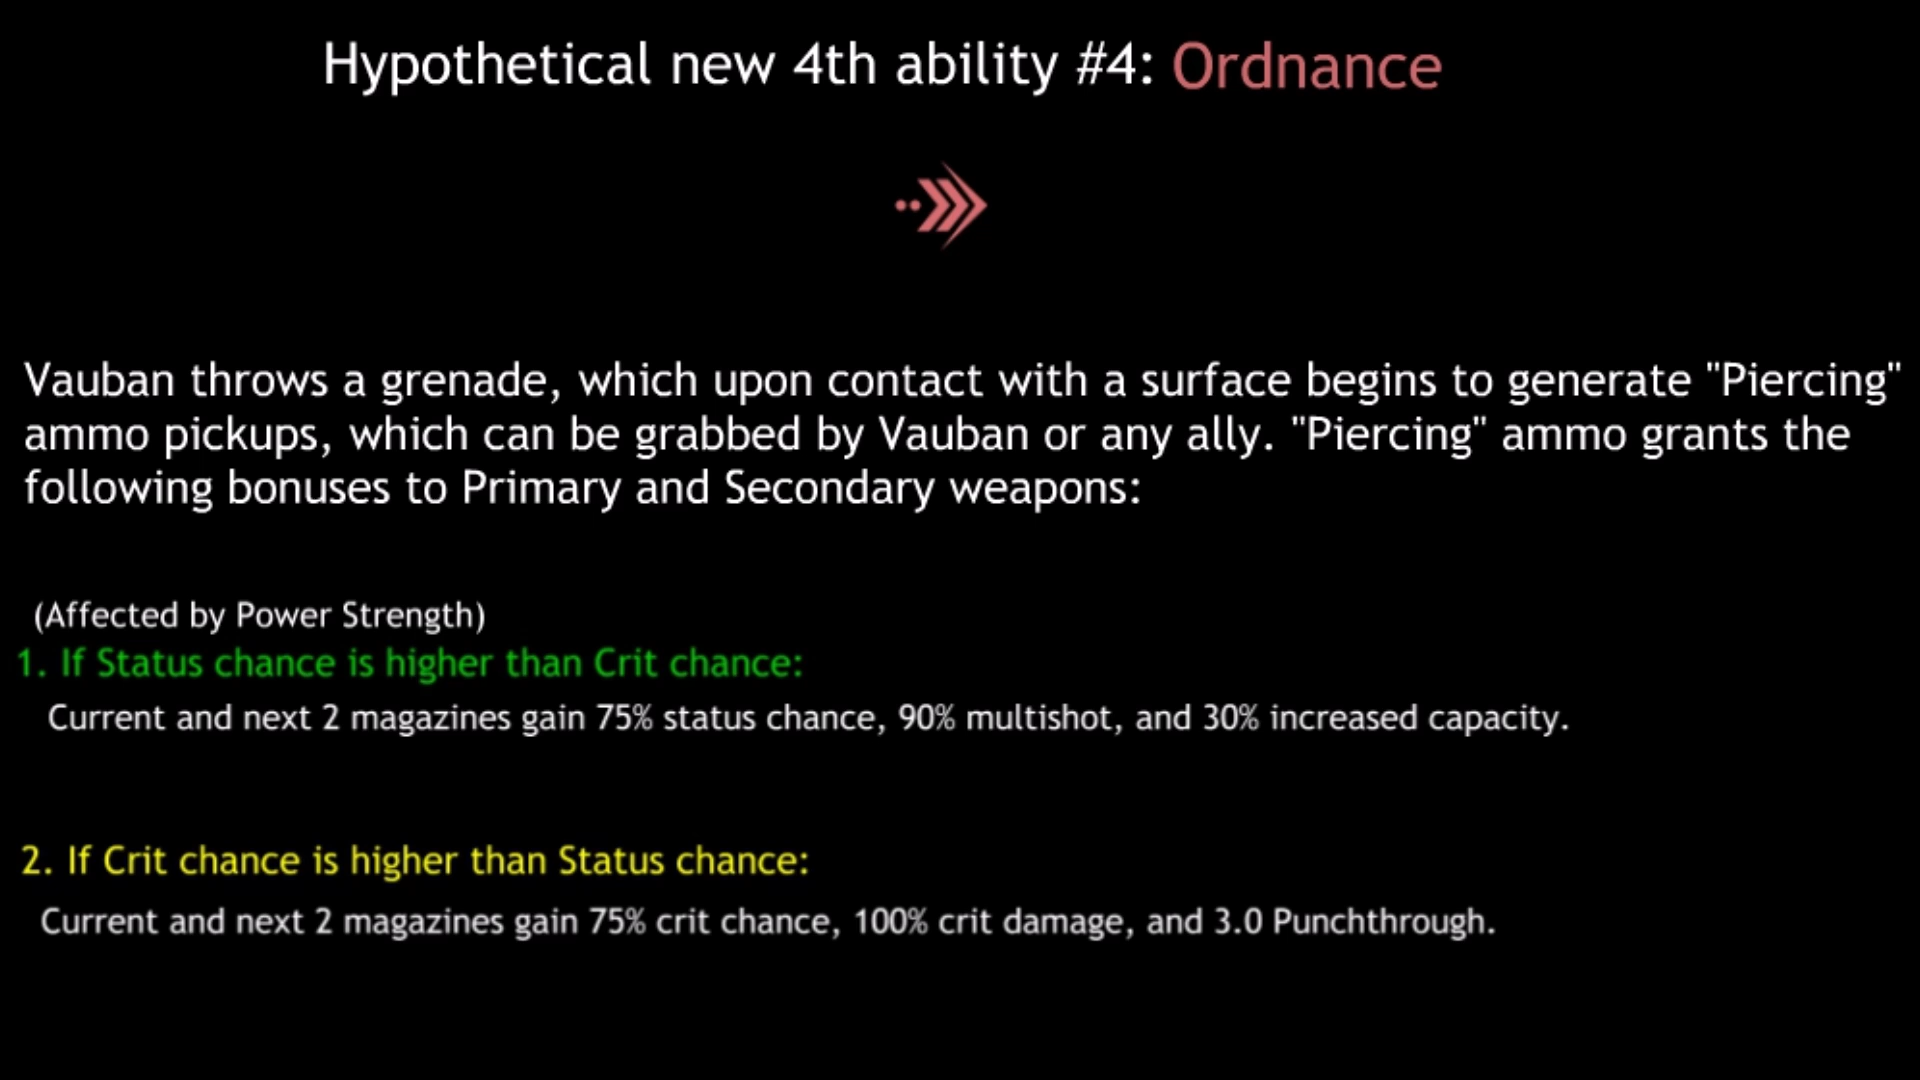 Hypothetical new 4th ability #4: Ordnance
Vauban throws a grenade, which upon contact with a surface begins to generate "Piercing"
ammo pickups, which can be grabbed by Vauban or any ally. "Piercing" ammo grants the
following bonuses to Primary and Secondary weapons:
(Affected by Power Strength)
1. If Status chance is higher than Crit chance:
Current and next 2 magazines gain 75% status chance, 90% multishot, and 30% increased capacity.
2. If Crit chance is higher than Status chance:
Current and next 2 magazines gain 75% crit chance, 100% crit damage, and 3.0 Punchthrough.